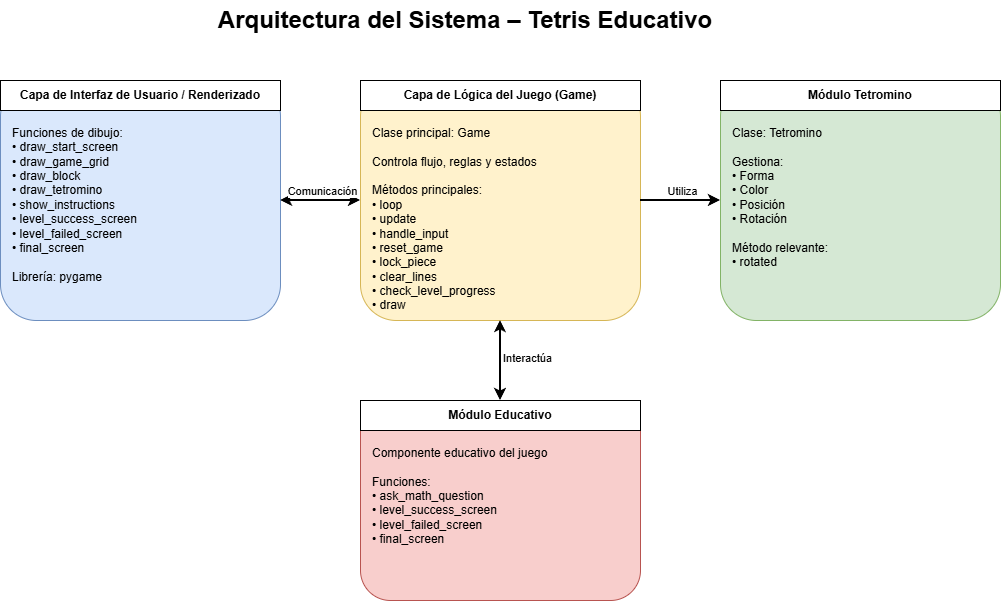 Arquitectura del Sistema – Tetris Educativo
Capa de Interfaz de Usuario / Renderizado
Funciones de dibujo:
• draw_start_screen
• draw_game_grid
• draw_block
• draw_tetromino
• show_instructions
• level_success_screen
• level_failed_screen
• final_screen
Librería: pygame
Comunicación
Capa de Lógica del Juego (Game)
Clase principal: Game
Controla flujo, reglas y estados
Métodos principales:
• loop
• update
• handle_input
• reset_game
• lock_piece
• clear_lines
• check_level_progress
• draw
Utiliza
Módulo Tetromino
Clase: Tetromino
Gestiona:
• Forma
• Color
• Posición
• Rotación
Método relevante:
• rotated
Interactúa
Módulo Educativo
Componente educativo del juego
Funciones:
• ask_math_question
• level_success_screen
• level_failed_screen
• final_screen